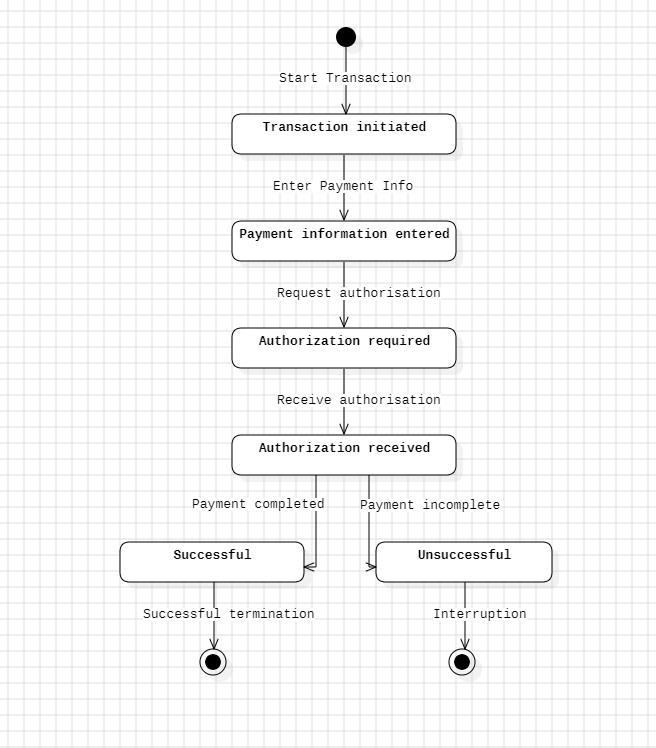 Start Transaction
Transaction initiated
Enter Payment Info
Payment information entered
Request authorisation
Authorization required
Receive authorisation
Authorization received
Payment completed
Payment incomplete
Successful
Unsuccessful
Successful termination
Interruption